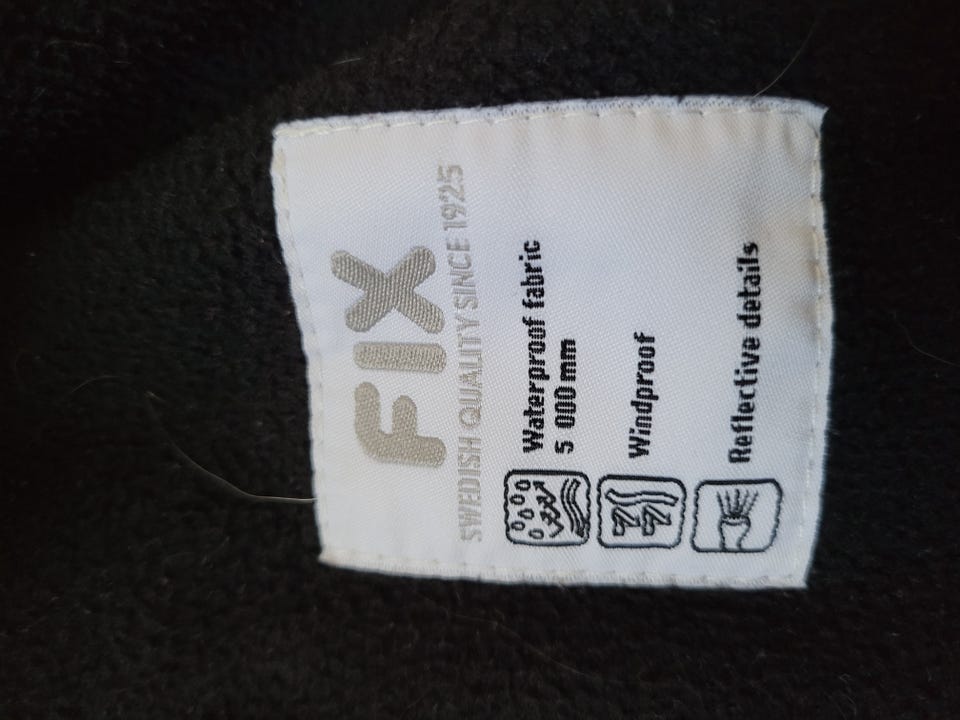 FIX
SWEDISH QUALITY SINCE 1925
Waterproof fabric
5 000 mm
Windproof
Reflective details